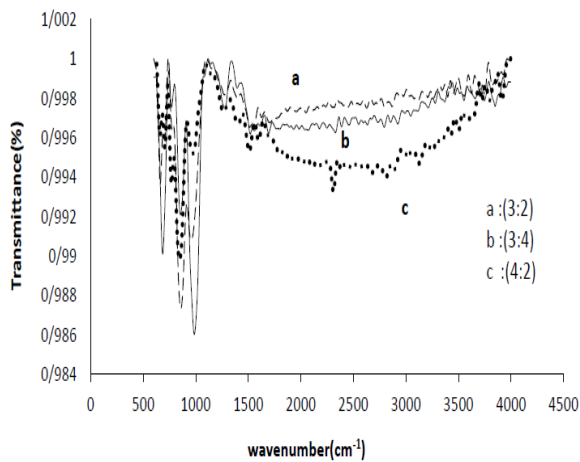 1/002
1
0/998
0/996
0/994
0/992
0/99
0/988
0/986
0/984
Transmittance(%)
a
b
c
a :(3:2)
b :(3:4)
c :(4:2)
0 500 1000 1500 2000 2500 3000 3500 4000 4500
wavenumber(cm⁻¹)